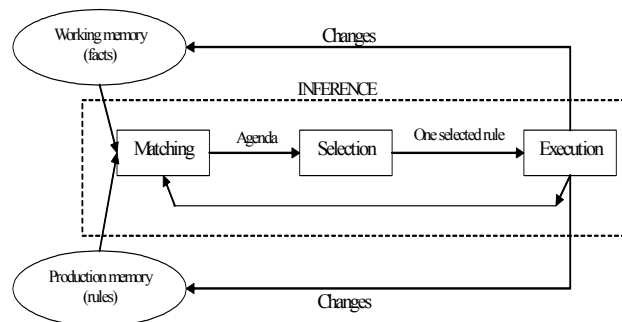 Working memory
(facts)
Changes
INFERENCE
Matching
Agenda
Selection
One selected rule
Execution
Production memory
(rules)
Changes